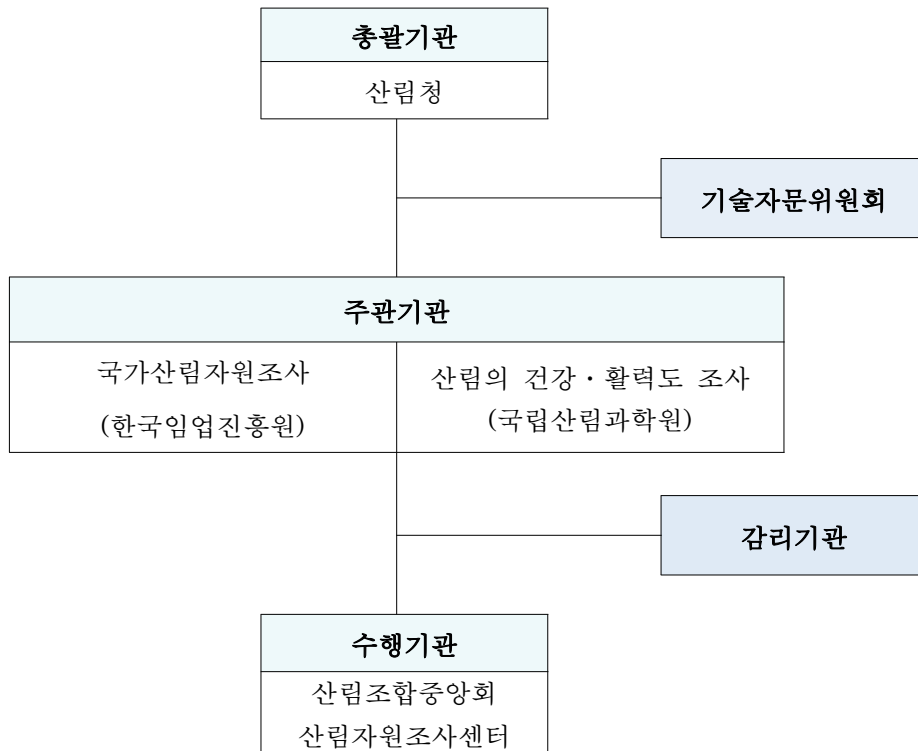 총괄기관
산림청
기술자문위원회
주관기관
국가산림자원조사
(한국임업진흥원)
산림의 건강·활력도 조사
(국립산림과학원)
감리기관
수행기관
산림조합중앙회
산림자원조사센터